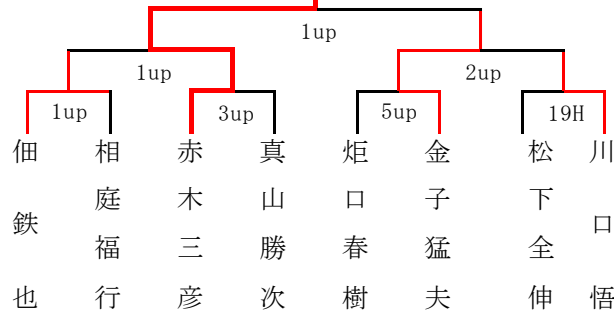 1up
1up
2up
1up
3up
5up
19H
佃鉄也
相庭福行
赤木三彦
真山勝次
炬口春樹
金子猛夫
松下全伸
川口悟